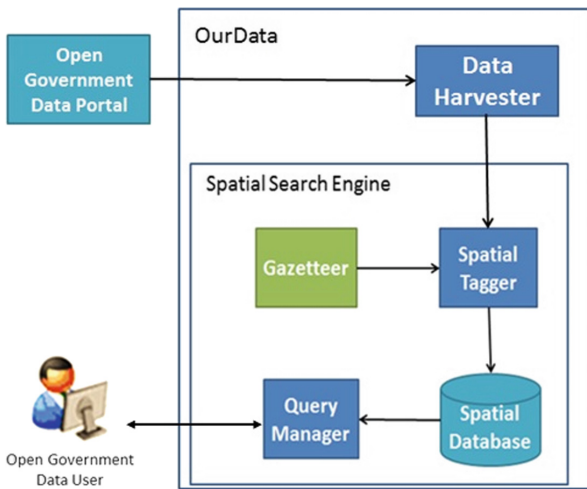 OurData
Open
Government
Data Portal
Data
Harvester
Spatial Search Engine
Gazetteer
Spatial
Tagger
Query
Manager
Spatial
Database
Open Government
Data User